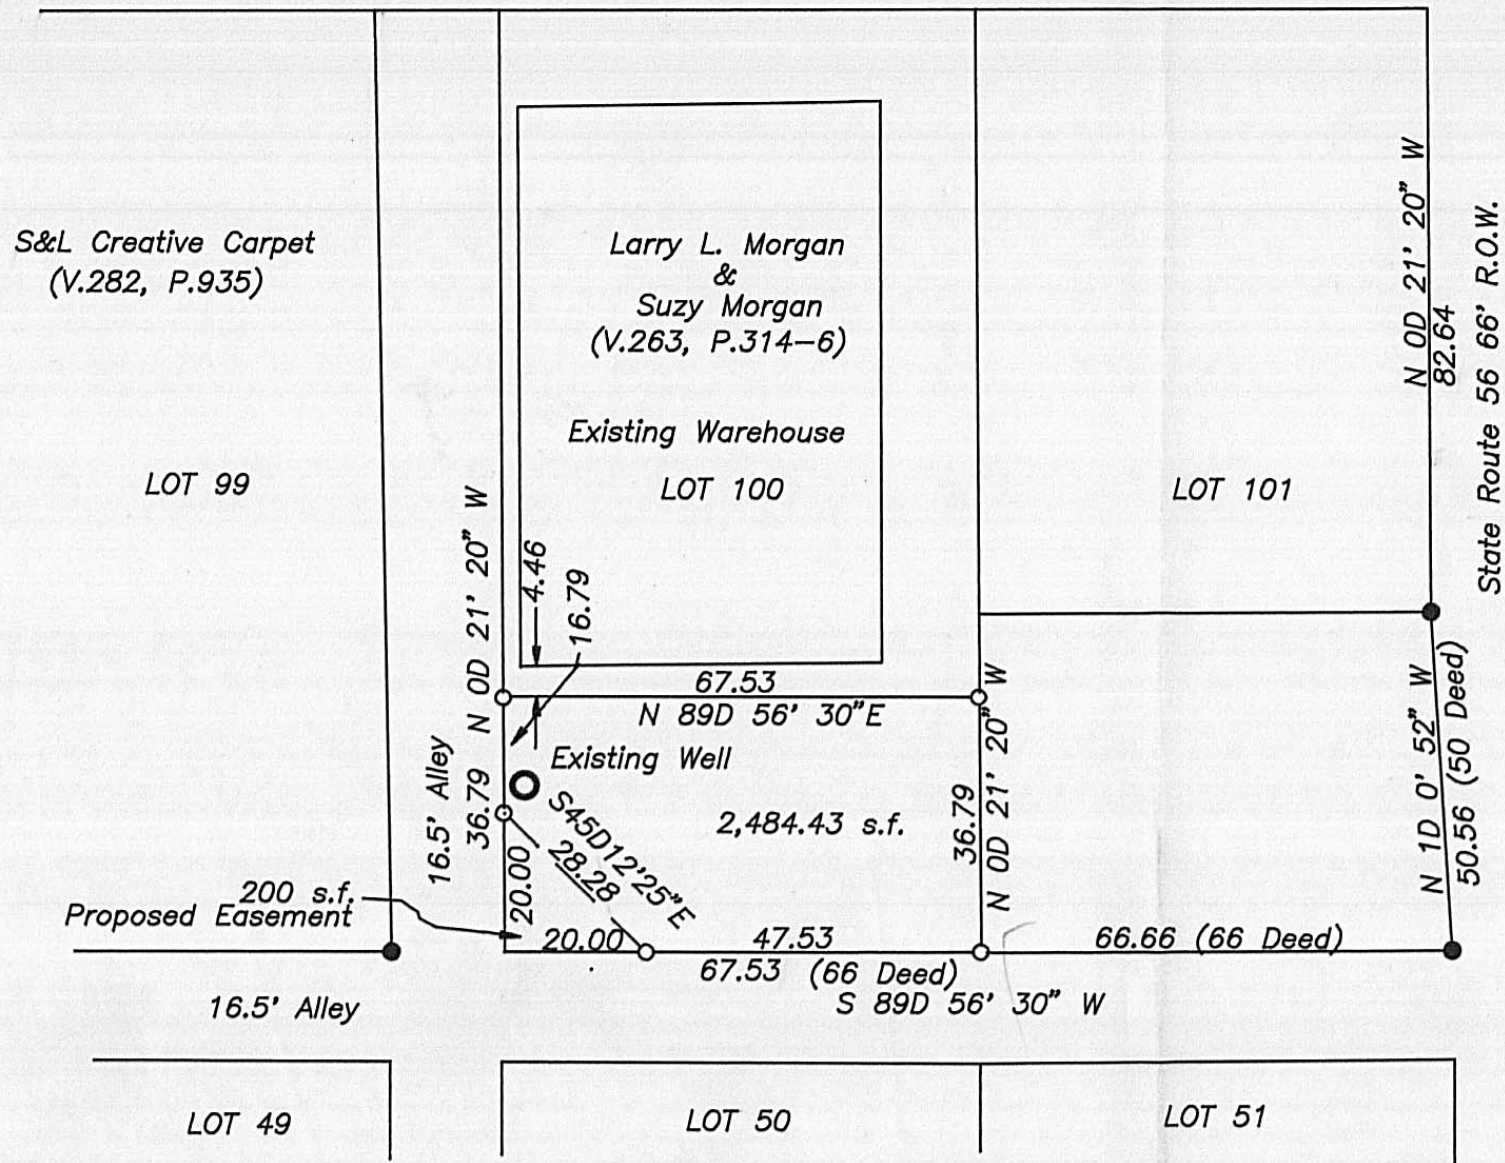 S&L Creative Carpet
(V.282, P.935)
LOT 99
Larry L. Morgan
&
Suzy Morgan
(V.263, P.314-6)
Existing Warehouse
LOT 100
LOT 101
N 0D 21' 20" W
82.64
State Route 56 66' R.O.W.
N 0D 21' 20" W
4.46
16.79
67.53
N 89D 56' 30"E
Existing Well
16.5' Alley
36.79
S45D12'25"E
28.28
2,484.43 s.f.
36.79
N 0D 21' 20" W
N 1D 0' 52" W
50.56 (50 Deed)
200 s.f.
Proposed Easement
20.00
20.00
47.53
66.66 (66 Deed)
67.53 (66 Deed)
S 89D 56' 30" W
16.5' Alley
LOT 49
LOT 50
LOT 51